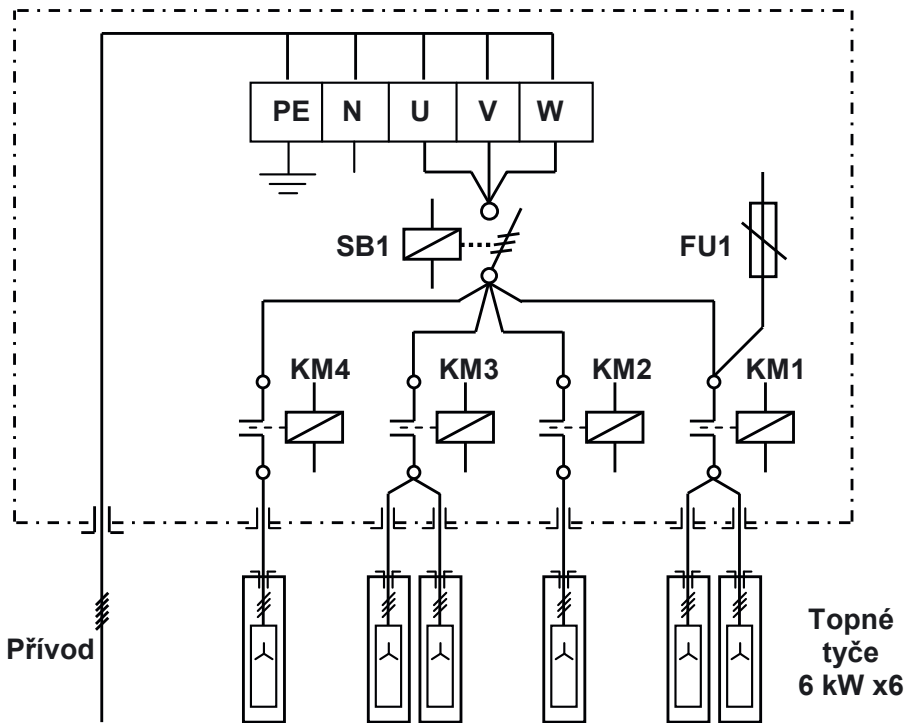 PE N U V W
SB1 FU1
KM4 KM3 KM2 KM1
Přívod
Topné
tyče
6 kW x6